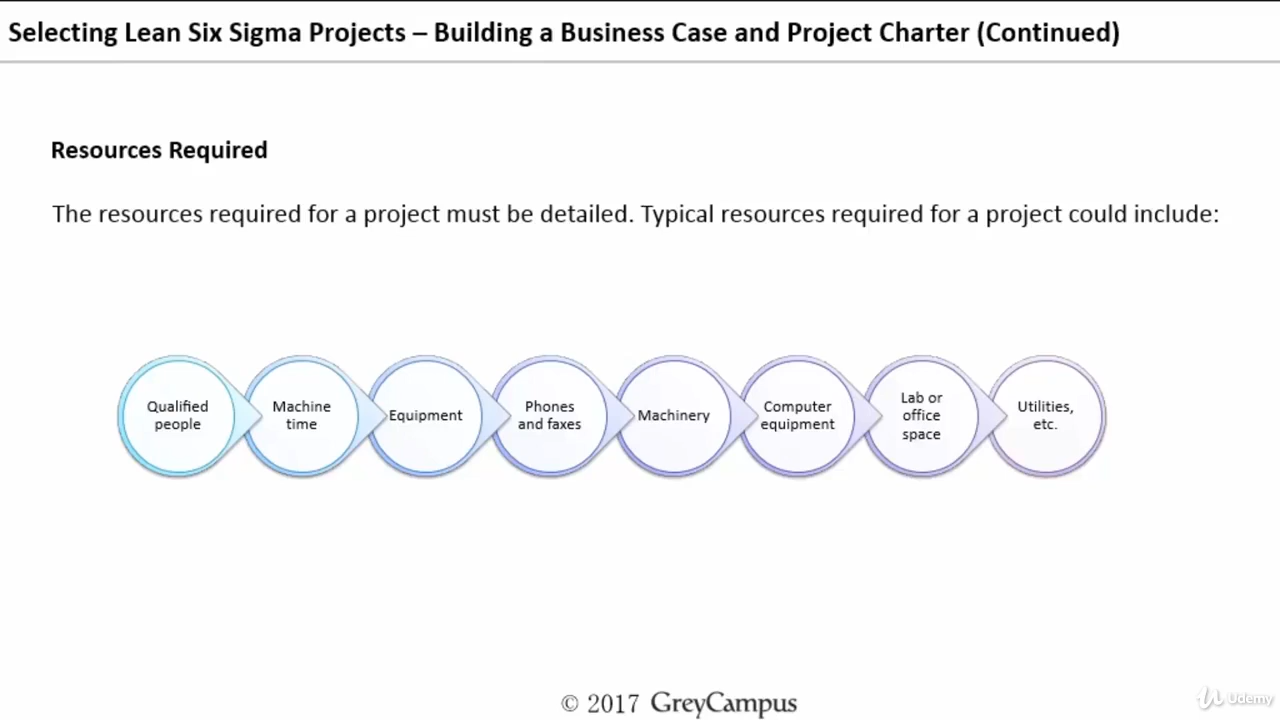 Selecting Lean Six Sigma Projects – Building a Business Case and Project Charter (Continued)
Resources Required
The resources required for a project must be detailed. Typical resources required for a project could include:
Qualified
people
Machine
time
Equipment
Phones
and faxes
Machinery
Computer
equipment
Lab or
office
space
Utilities,
etc.
© 2017 GreyCampus
Udemy